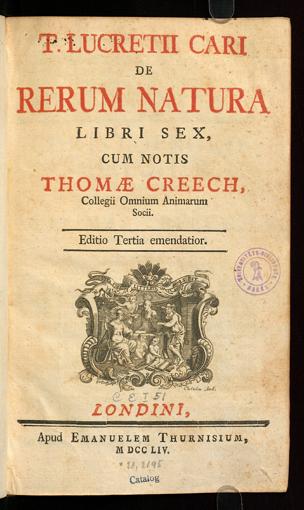 T. LUCRETII CARI
DE
RERUM NATURA
LIBRI SEX,
CUM NOTIS
THOMÆ CREECH,
Collegii Omnium Animarum
Socii.
Editio Tertia emendatior.
C E I 51
LONDINI,
Apud EMANUELEM THURNISIUM,
M DCC LIV.
Catalog